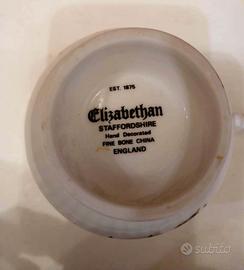 EST. 1875
Elizabethan
STAFFORDSHIRE
Hand Decorated
FINE BONE CHINA
ENGLAND
subito